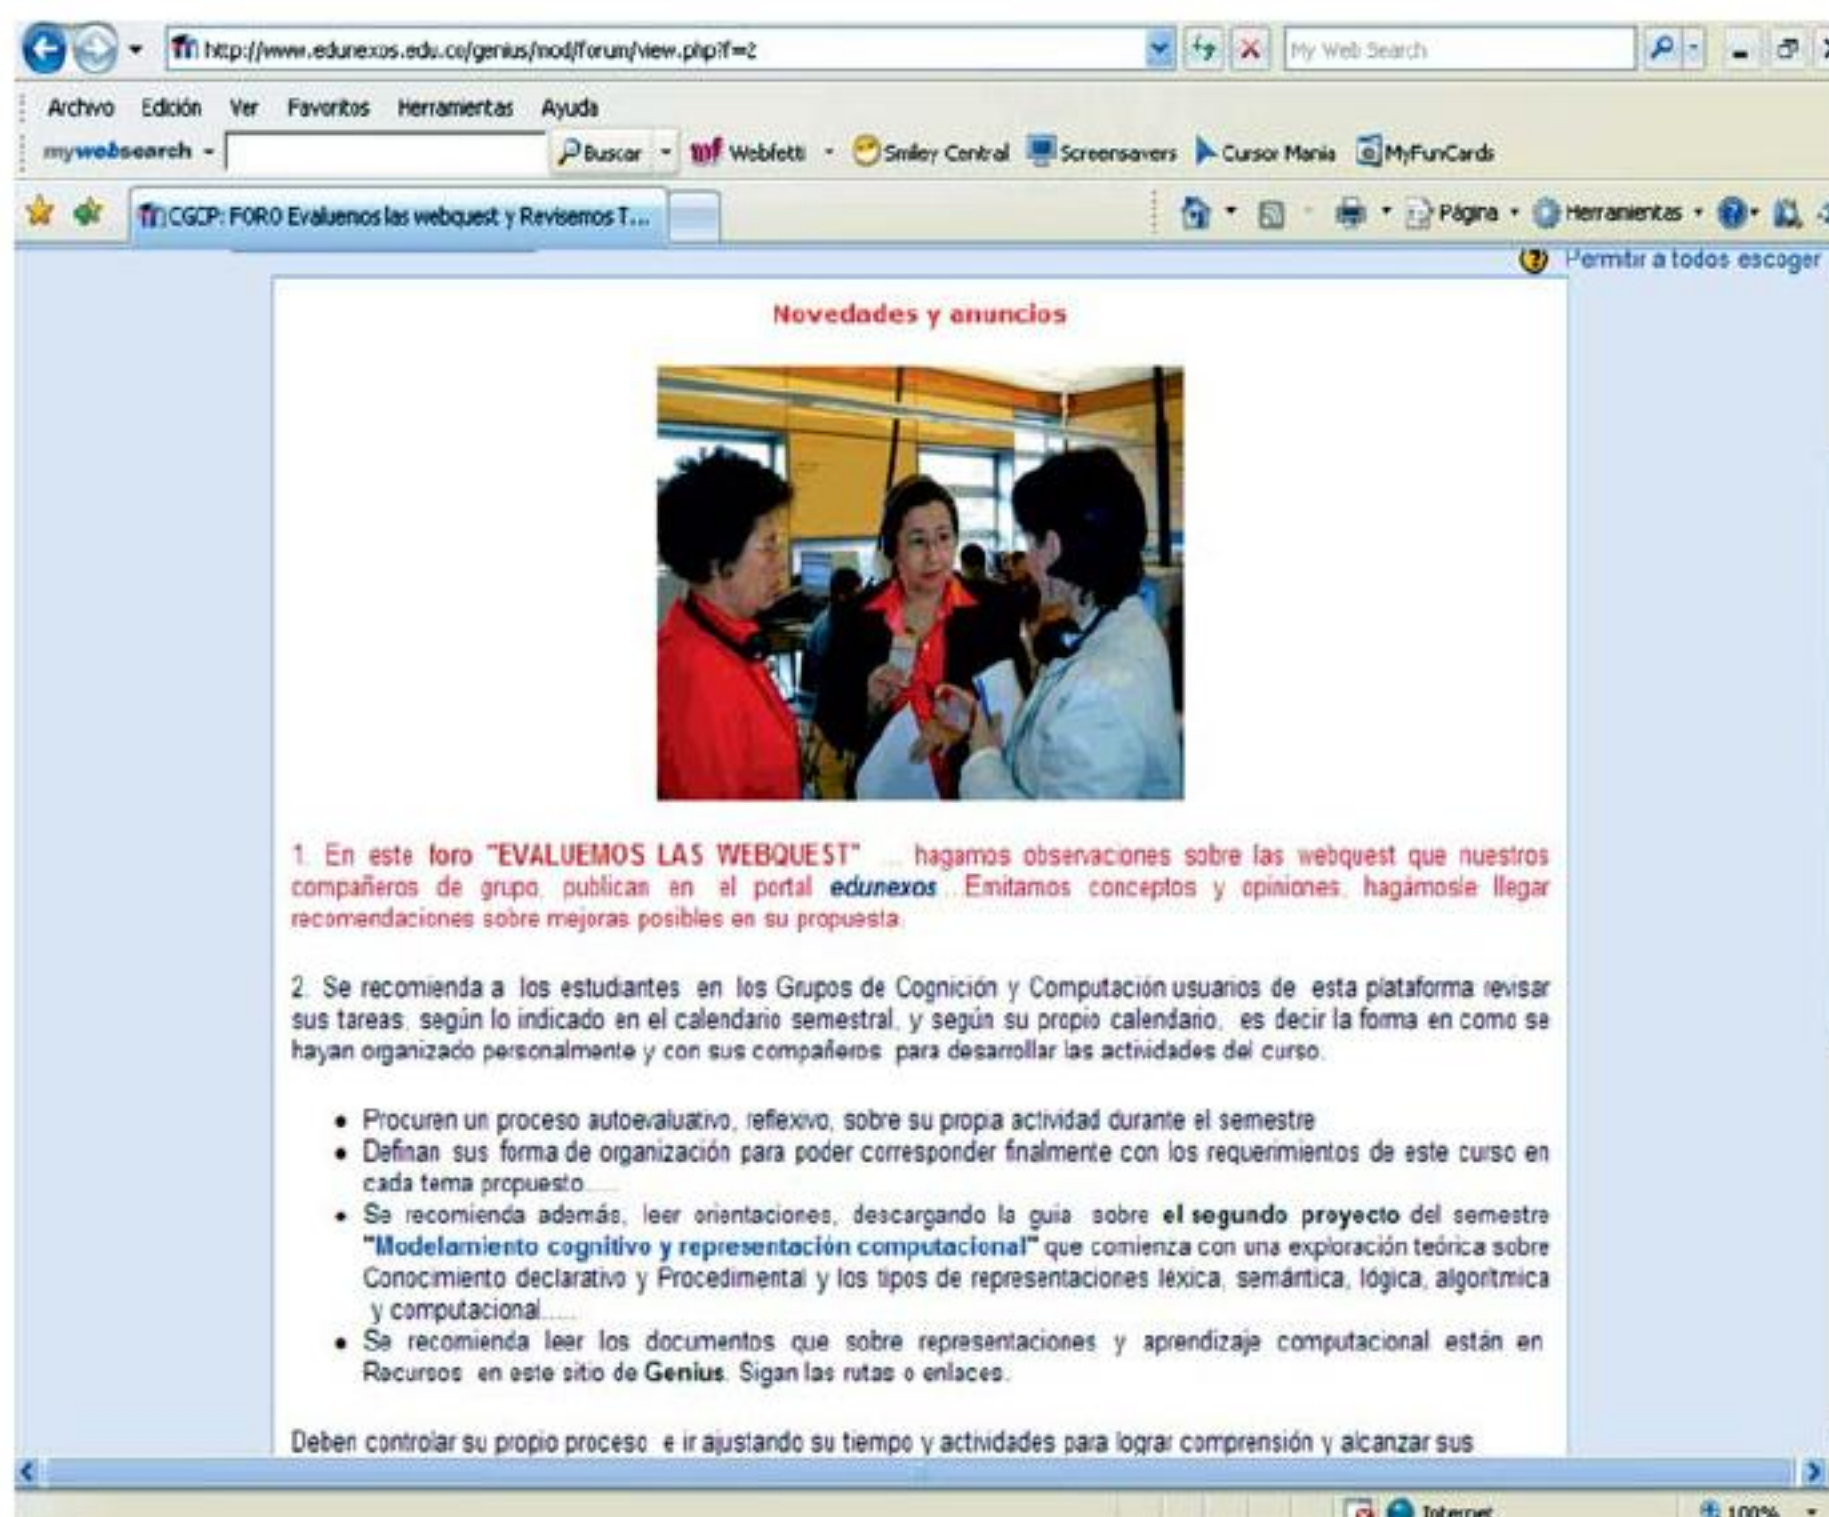 http://www.edunexos.edu.co/genius/mod/forum/view.php?f=2
My Web Search
Archivo Edición Ver Favoritos Herramientas Ayuda
mywebsearch Buscar Webfetti Smiley Central Screensavers Cursor Mania MyFunCards
CGCP: FORO Evaluemos las webquest y Revisemos T... Página Herramientas
Permitir a todos escoger
Novedades y anuncios
1. En este foro "EVALUEMOS LAS WEBQUEST" ... hagamos observaciones sobre las webquest que nuestros
compañeros de grupo, publican en el portal edunexos...Emitamos conceptos y opiniones, hagámosle llegar
recomendaciones sobre mejoras posibles en su propuesta.
2. Se recomienda a los estudiantes en los Grupos de Cognición y Computación usuarios de esta plataforma revisar
sus tareas, según lo indicado en el calendario semestral, y según su propio calendario, es decir la forma en como se
hayan organizado personalmente y con sus compañeros para desarrollar las actividades del curso.
• Procuren un proceso autoevaluativo, reflexivo, sobre su propia actividad durante el semestre
• Definan sus forma de organización para poder corresponder finalmente con los requerimientos de este curso en
cada tema propuesto......
• Se recomienda además, leer orientaciones, descargando la guia sobre el segundo proyecto del semestre
"Modelamiento cognitivo y representación computacional" que comienza con una exploración teórica sobre
Conocimiento declarativo y Procedimental y los tipos de representaciones léxica, semántica, lógica, algorítmica
y computacional......
• Se recomienda leer los documentos que sobre representaciones y aprendizaje computacional están en
Recursos en este sitio de Genius. Sigan las rutas o enlaces.
Deben controlar su propio proceso e ir ajustando su tiempo y actividades para lograr comprensión y alcanzar sus
Internet 100%